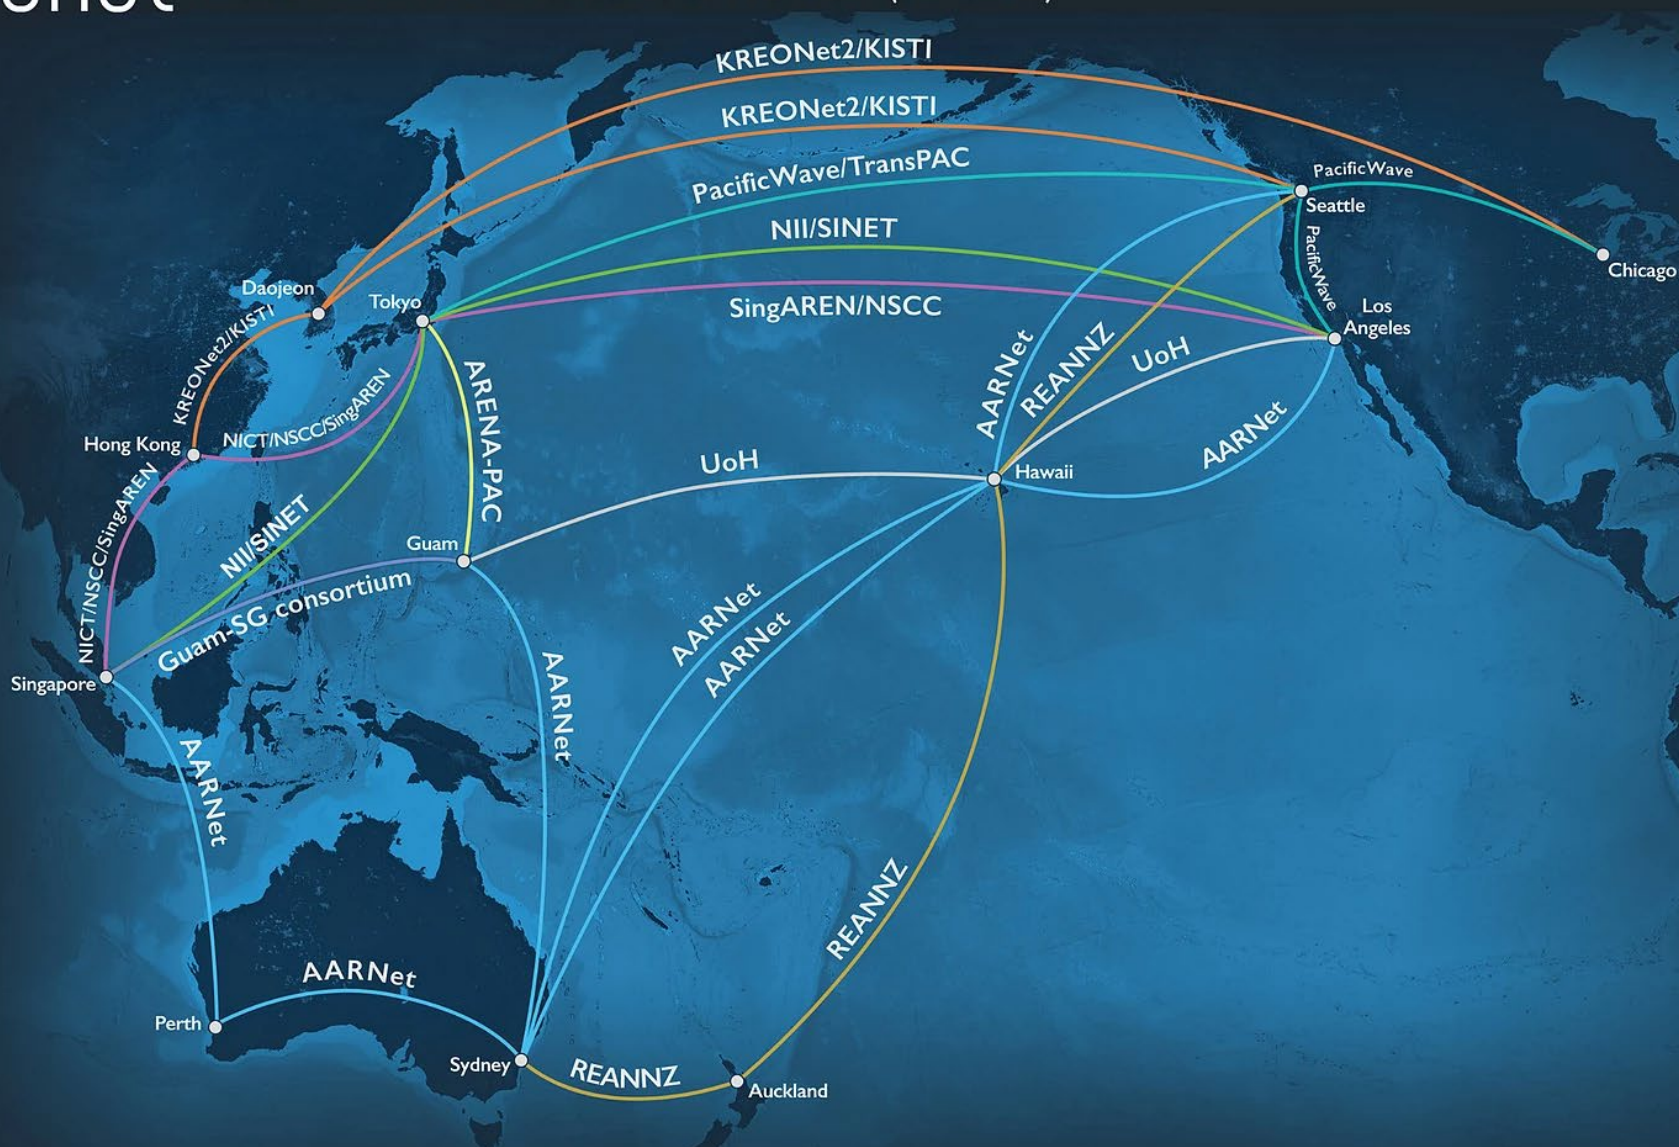 KREONet2/KISTI
KREONet2/KISTI
PacificWave/TransPAC
PacificWave
Seattle
NII/SINET
PacificWave
Chicago
Daojeon
Tokyo
SingAREN/NSCC
Los
Angeles
KREONet2/KISTI
ARENA-PAC
AARNet
REANNZ
UoH
NICT/NSCC/SingAREN
Hong Kong
AARNet
UoH
Hawaii
NICT/NSCC/SingAREN
NII/SINET
Guam
Guam-SG consortium
AARNet
AARNet
Singapore
AARNet
AARNet
REANNZ
AARNet
Perth
Sydney
REANNZ
Auckland